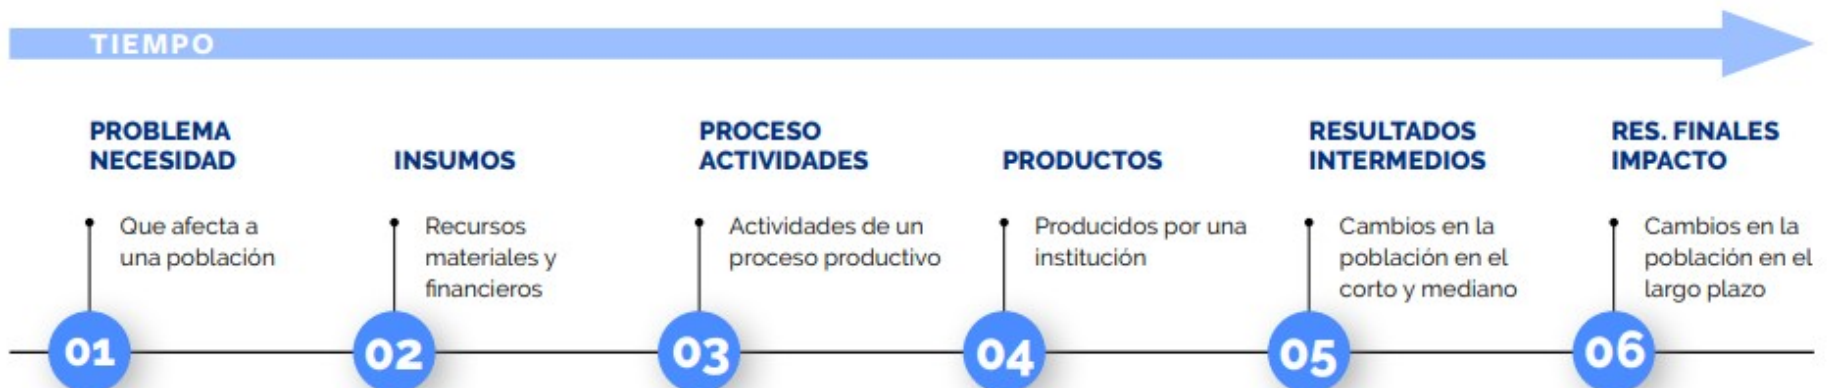 TIEMPO
PROBLEMA
NECESIDAD
Que afecta a
una población
01
INSUMOS
Recursos
materiales y
financieros
02
PROCESO
ACTIVIDADES
Actividades de un
proceso productivo
03
PRODUCTOS
Producidos por una
institución
04
RESULTADOS
INTERMEDIOS
Cambios en la
población en el
corto y mediano
05
RES. FINALES
IMPACTO
Cambios en la
población en el
largo plazo
06